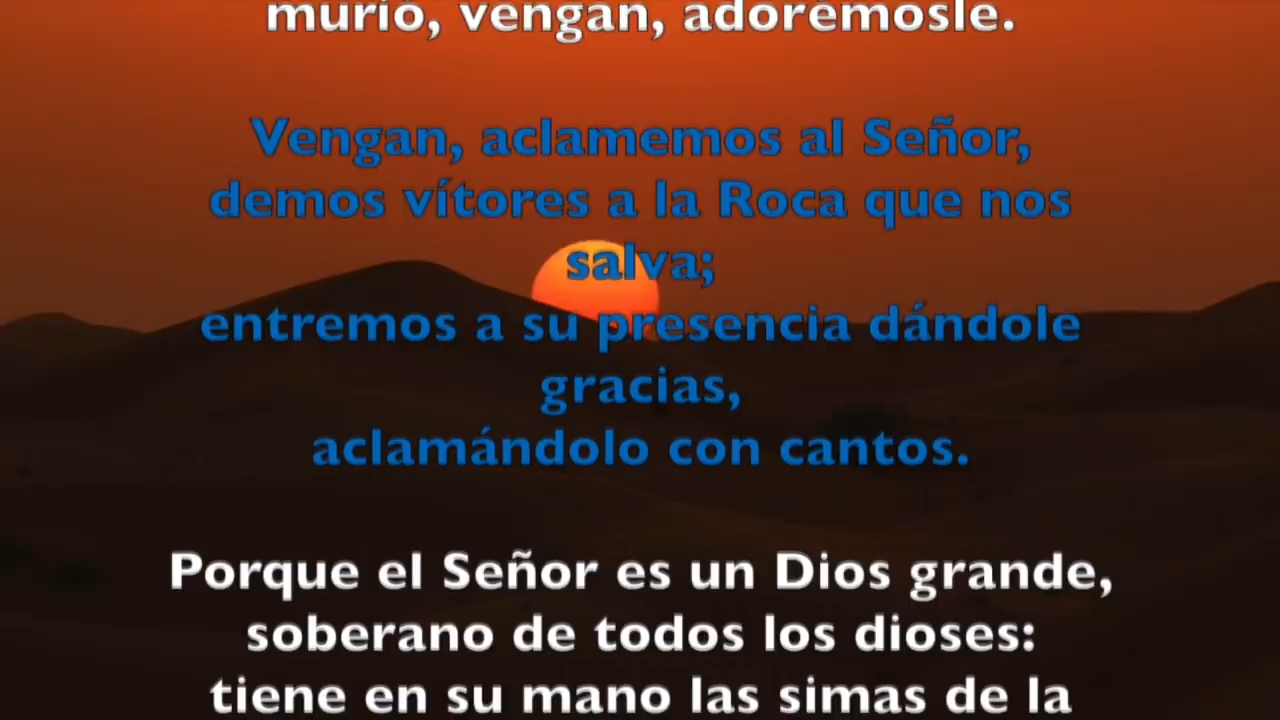 murió, vengan, adorémosle.
Vengan, aclamemos al Señor,
demos vítores a la Roca que nos
salva;
entremos a su presencia dándole
gracias,
aclamándolo con cantos.
Porque el Señor es un Dios grande,
soberano de todos los dioses:
tiene en su mano las simas de la